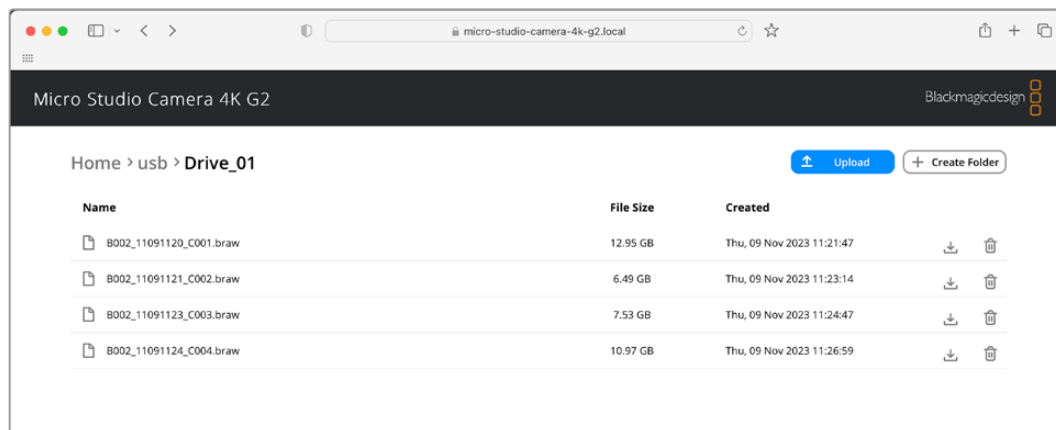 micro-studio-camera-4k-g2.local
Micro Studio Camera 4K G2
Blackmagicdesign
Home > usb > Drive_01
Upload
+ Create Folder
Name File Size Created
B002_11091120_C001.braw 12.95 GB Thu, 09 Nov 2023 11:21:47
B002_11091121_C002.braw 6.49 GB Thu, 09 Nov 2023 11:23:14
B002_11091123_C003.braw 7.53 GB Thu, 09 Nov 2023 11:24:47
B002_11091124_C004.braw 10.97 GB Thu, 09 Nov 2023 11:26:59